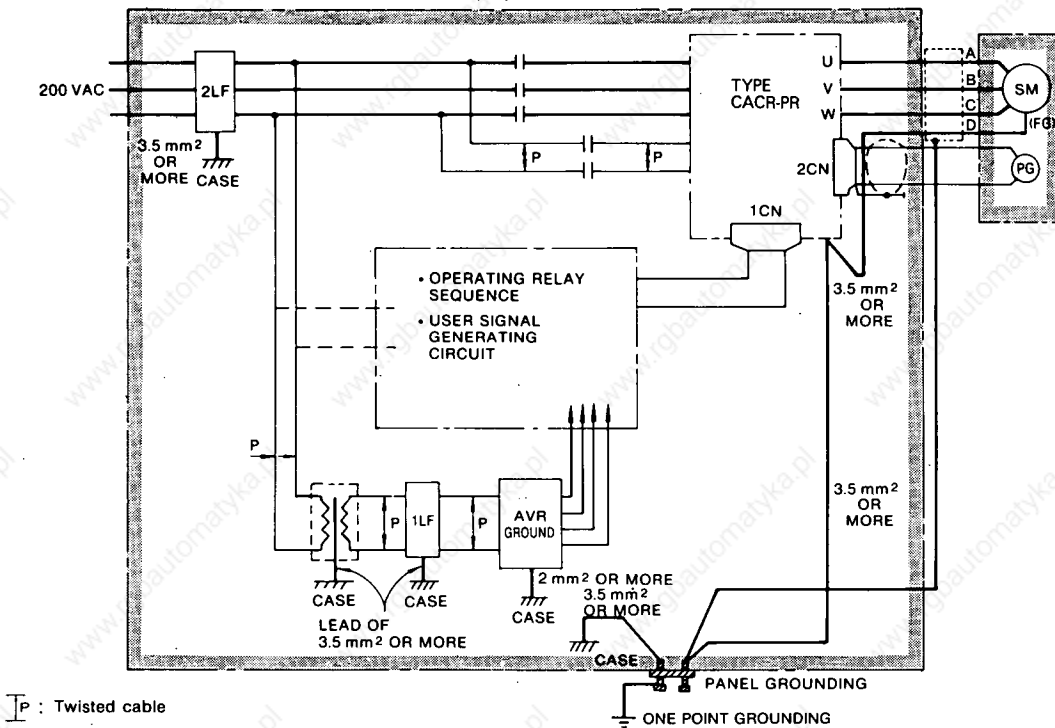 200 VAC
2LF
3.5 mm²
OR
MORE
CASE
P
P
TYPE
CACR-PR
U
V
W
A
B
C
D
SM
(FG)
2CN
PG
1CN
• OPERATING RELAY
SEQUENCE
• USER SIGNAL
GENERATING
CIRCUIT
3.5 mm²
OR
MORE
P
P
1LF
P
AVR
GROUND
3.5 mm²
OR
MORE
CASE
CASE
LEAD OF
3.5 mm² OR MORE
CASE
2 mm² OR MORE
3.5 mm²
OR MORE
CASE
PANEL GROUNDING
ONE POINT GROUNDING
P : Twisted cable
www.rgbautomatyka.pl